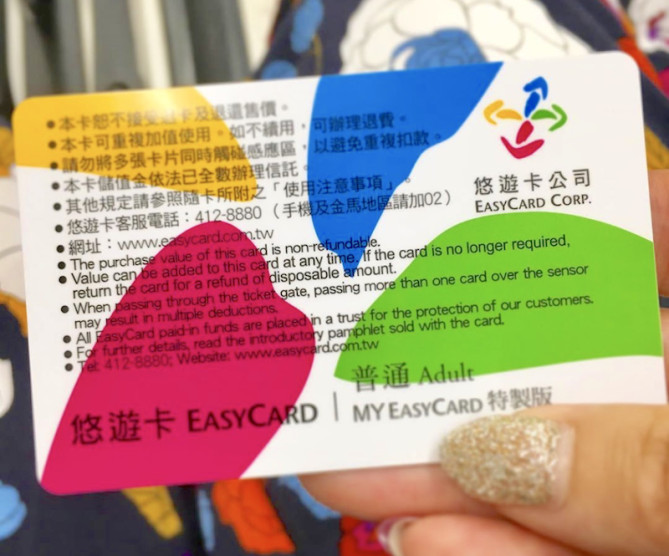 ●本卡恕不接受退卡及退還售價。
●本卡可重複加值使用。如不續用，可辦理退費。
●請勿將多張卡片同時觸碰感應區，以避免重複扣款。
●本卡儲值金依法已全數辦理信託。
●其他規定請參照隨卡所附之「使用注意事項」。
●悠遊卡客服電話：412-8880（手機及金馬地區請加02）
●網址：www.easycard.com.tw
●The purchase value of this card is non-refundable.
●Value can be added to this card at any time. If the card is no longer required,
return the card for a refund of disposable amount.
●When passing through the ticket gate, passing more than one card over the sensor
may result in multiple deductions.
●All EasyCard paid-in funds are placed in a trust for the protection of our customers.
●For further details, read the introductory pamphlet sold with the card.
●Tel: 412-8880; Website: www.easycard.com.tw
悠遊卡公司
EASYCARD CORP.
悠遊卡 EASYCARD
普通 Adult
MY EASYCARD 特製版